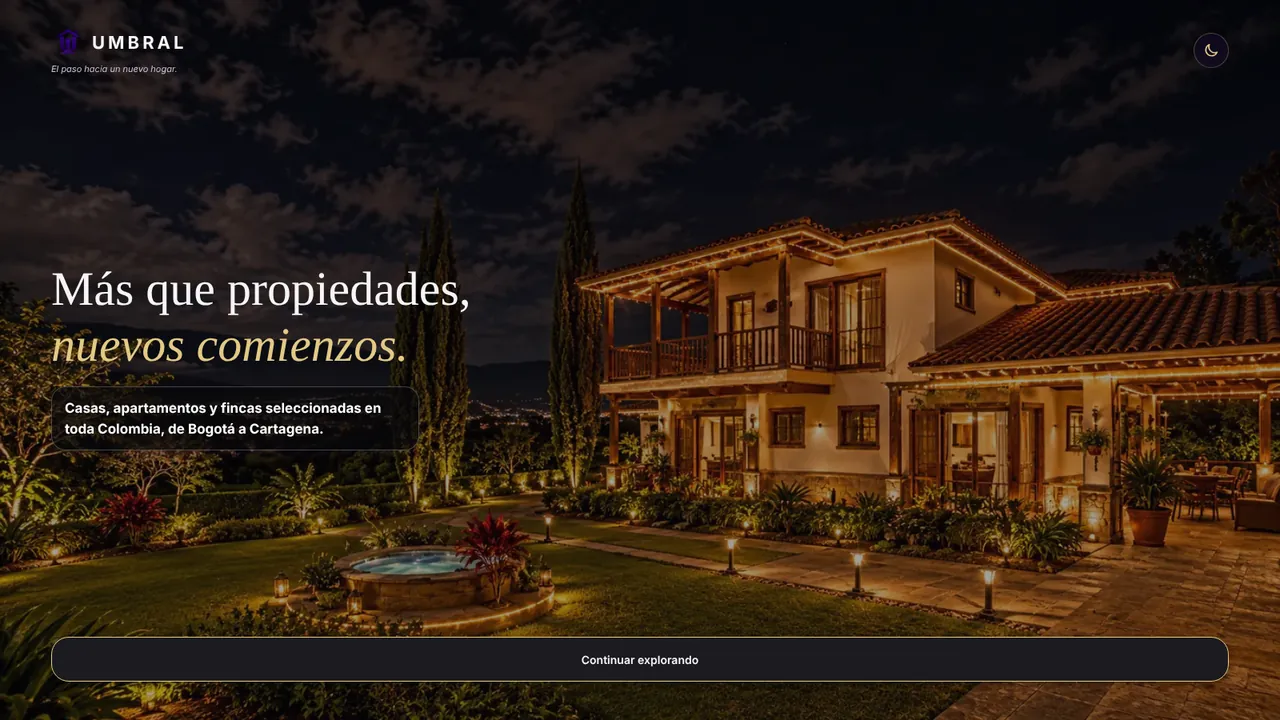 UMBRAL
El paso hacia un nuevo hogar.
Más que propiedades,
nuevos comienzos.
Casas, apartamentos y fincas seleccionadas en
toda Colombia, de Bogotá a Cartagena.
Continuar explorando